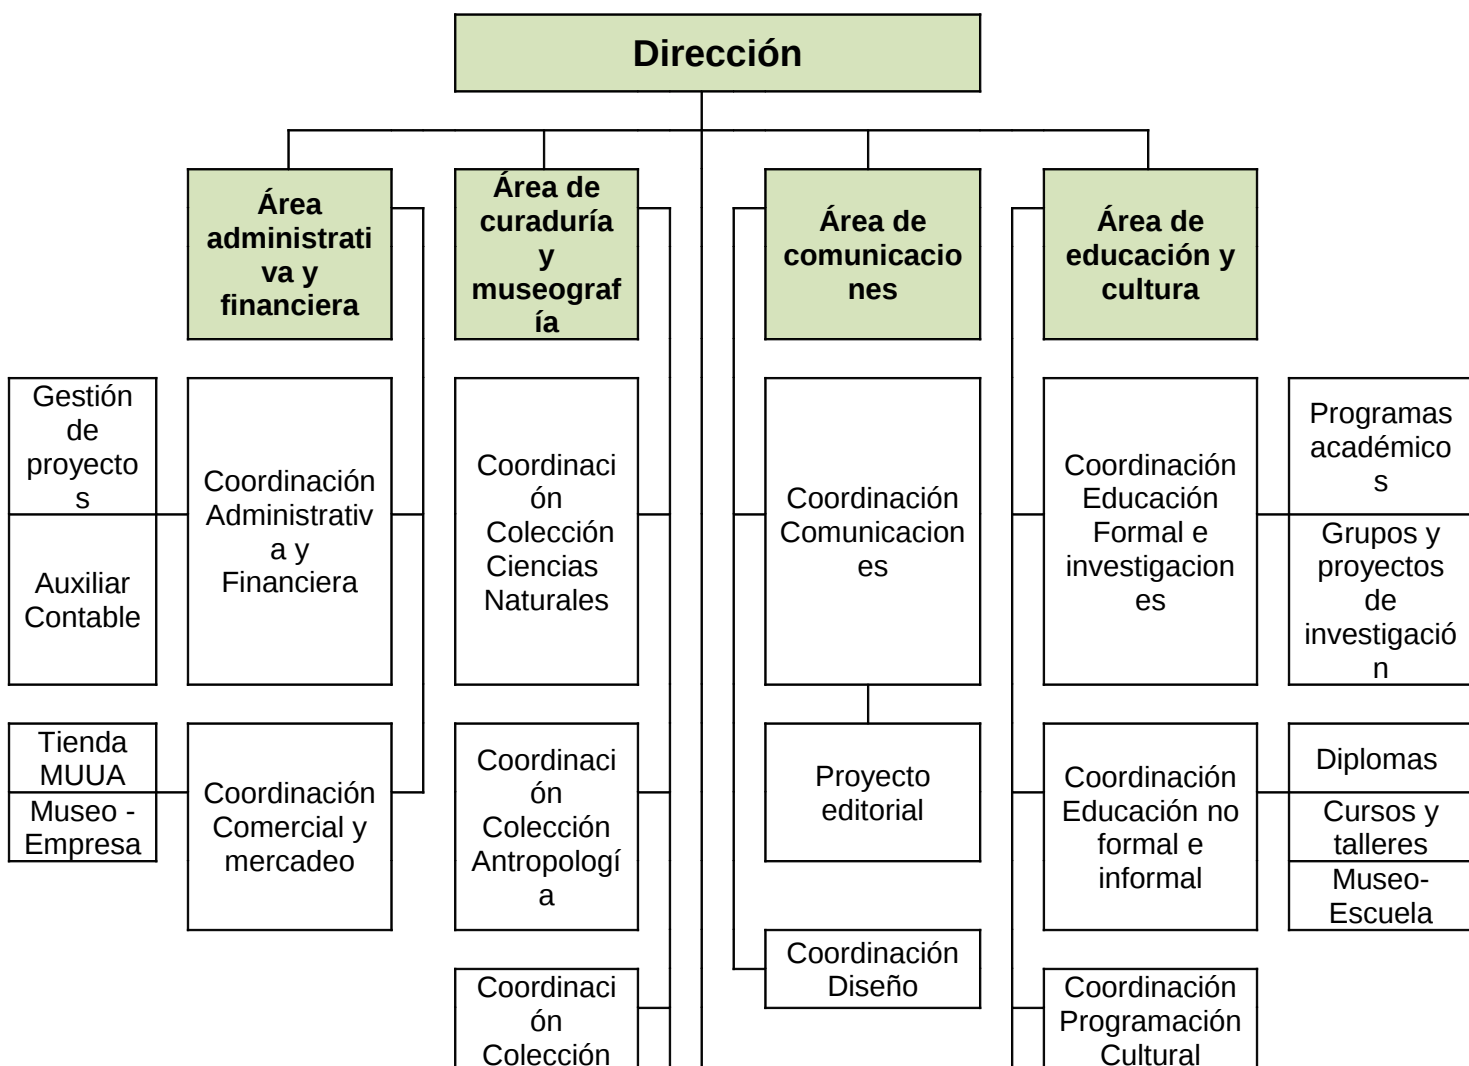 Dirección
Área
administrati
va y
financiera
Área de
curaduría
y
museograf
ía
Área de
comunicacio
nes
Área de
educación y
cultura
Gestión
de
proyecto
s
Auxiliar
Contable
Coordinación
Administrativ
a y
Financiera
Coordinaci
ón
Colección
Ciencias
Naturales
Coordinación
Comunicacion
es
Coordinación
Educación
Formal e
investigacion
es
Programas
académico
s
Grupos y
proyectos
de
investigació
n
Tienda
MUUA
Museo -
Empresa
Coordinación
Comercial y
mercadeo
Coordinaci
ón
Colección
Antropologí
a
Proyecto
editorial
Coordinación
Educación no
formal e
informal
Diplomas
Cursos y
talleres
Museo-
Escuela
Coordinaci
ón
Colección
Coordinación
Diseño
Coordinación
Programación
Cultural